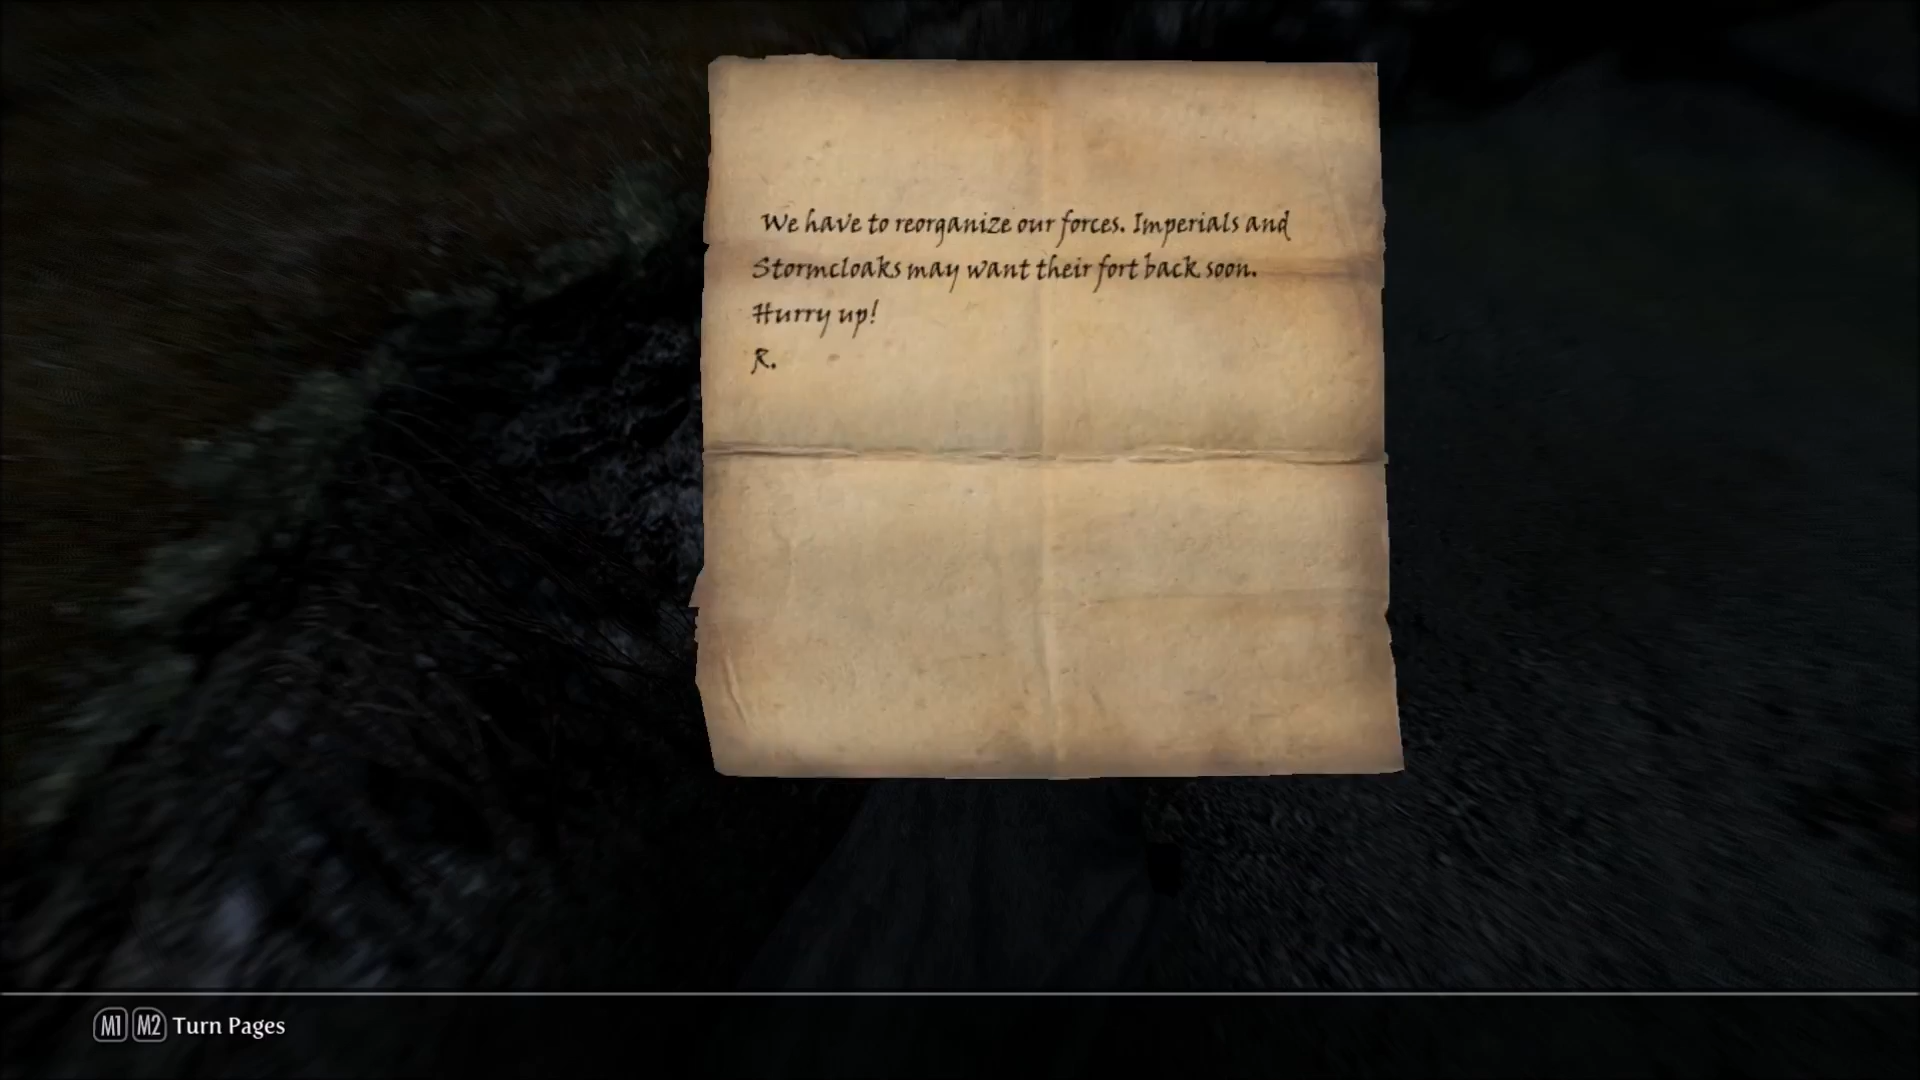 We have to reorganize our forces. Imperials and
Stormcloaks may want their fort back soon.
Hurry up!
R.
M1 M2 Turn Pages